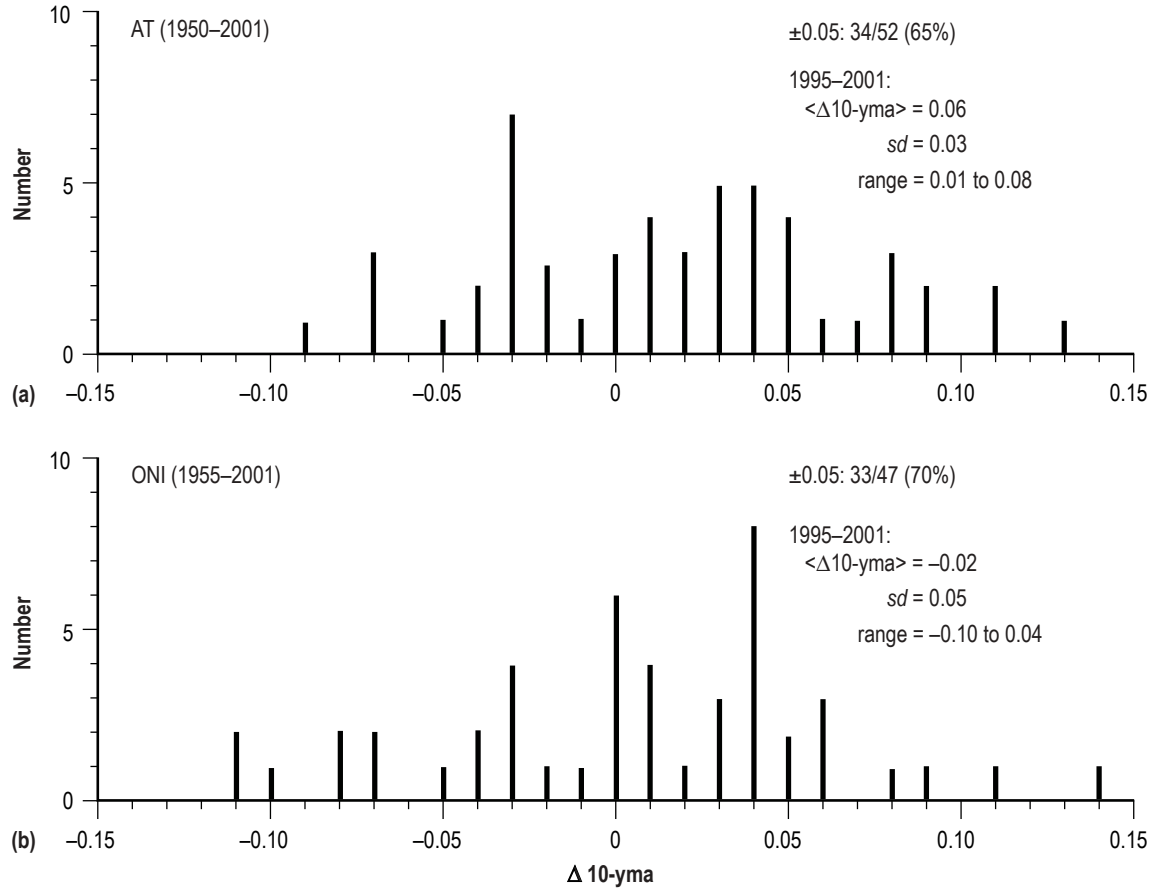 10
AT (1950–2001)
±0.05: 34/52 (65%)
1995–2001:
<Δ10-yma> = 0.06
sd = 0.03
range = 0.01 to 0.08
Number
5
0
(a)
–0.15
–0.10
–0.05
0
0.05
0.10
0.15
10
ONI (1955–2001)
±0.05: 33/47 (70%)
1995–2001:
<Δ10-yma> = –0.02
sd = 0.05
range = –0.10 to 0.04
Number
5
0
(b)
–0.15
–0.10
–0.05
0
0.05
0.10
0.15
Δ 10-yma